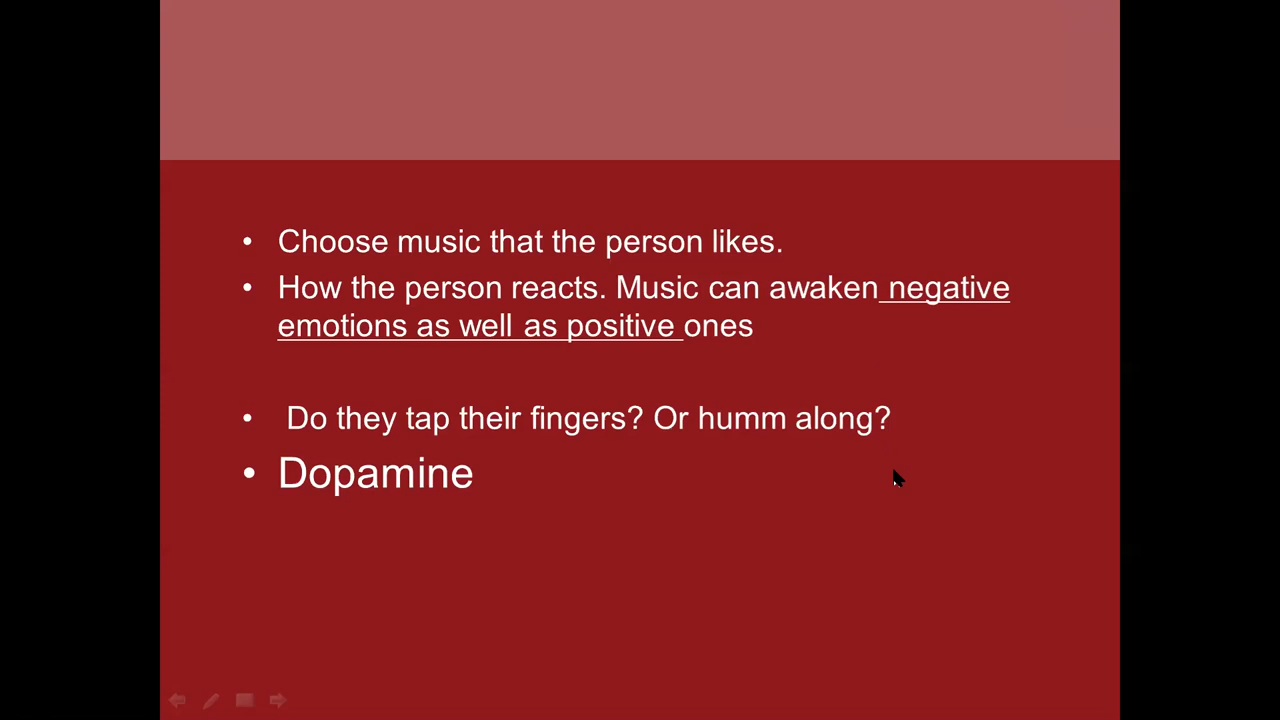 • Choose music that the person likes.
• How the person reacts. Music can awaken negative
emotions as well as positive ones
• Do they tap their fingers? Or humm along?
• Dopamine